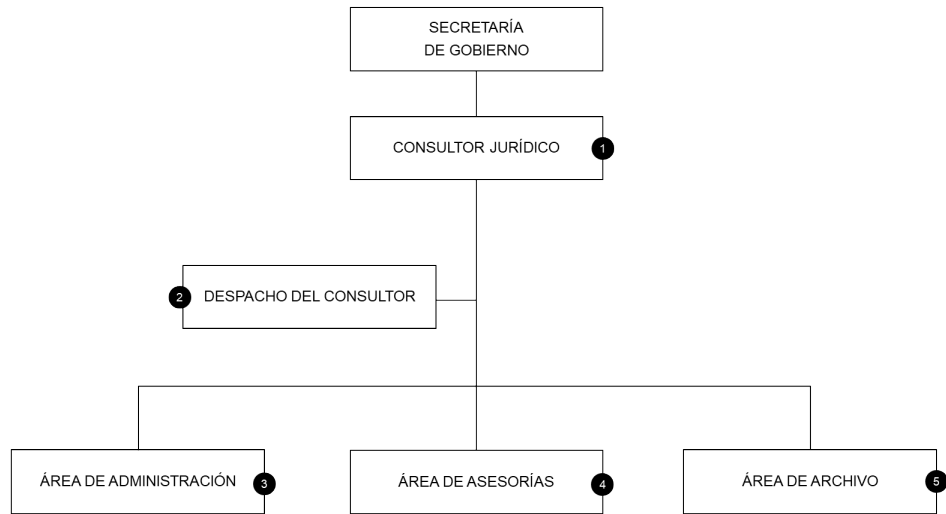 SECRETARÍA
DE GOBIERNO
CONSULTOR JURÍDICO 1
2 DESPACHO DEL CONSULTOR
ÁREA DE ADMINISTRACIÓN 3
ÁREA DE ASESORÍAS 4
ÁREA DE ARCHIVO 5